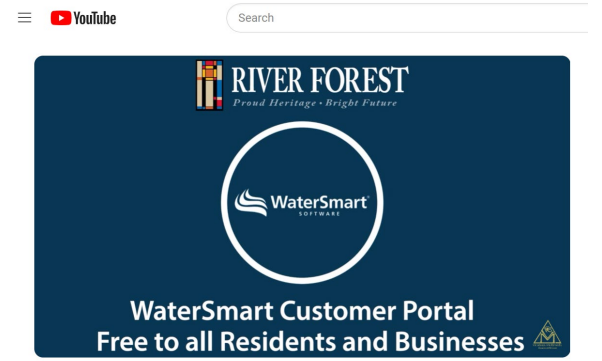 YouTube
Search
RIVER FOREST
Proud Heritage • Bright Future
WaterSmart
SOFTWARE
WaterSmart Customer Portal
Free to all Residents and Businesses